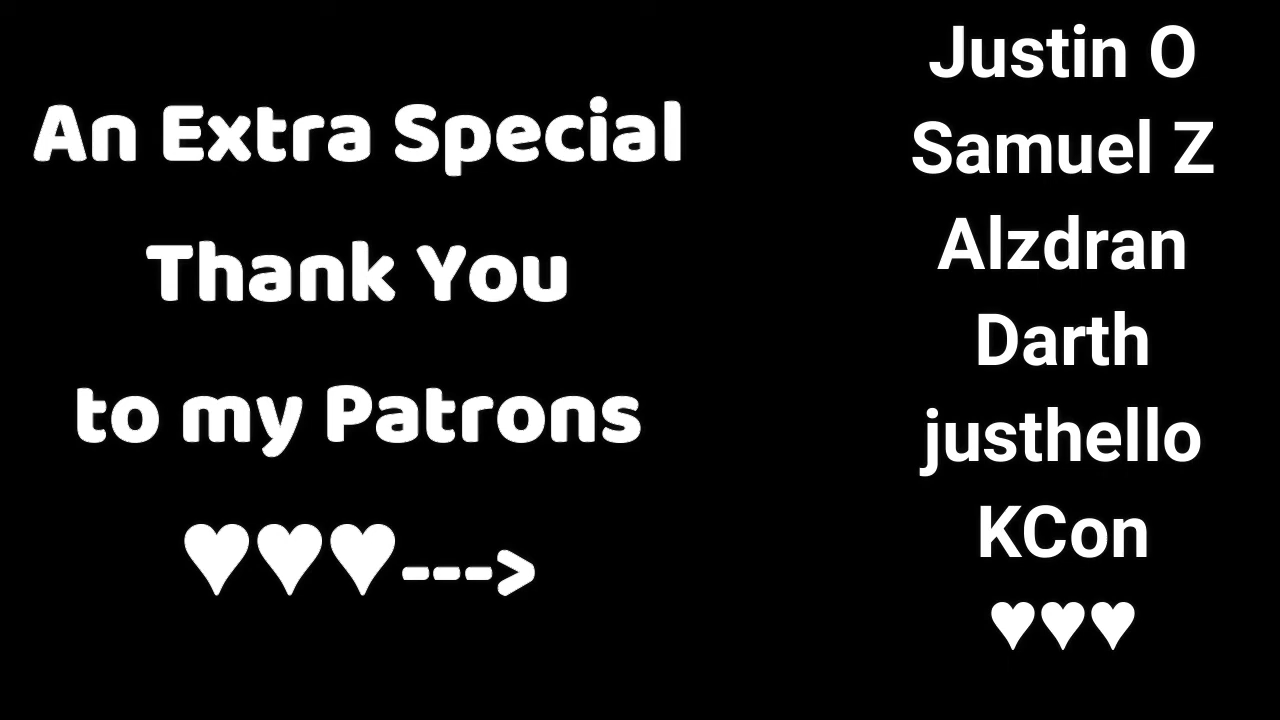 An Extra Special
Thank You
to my Patrons
♥♥♥--->
Justin O
Samuel Z
Alzdran
Darth
justhello
KCon
♥♥♥